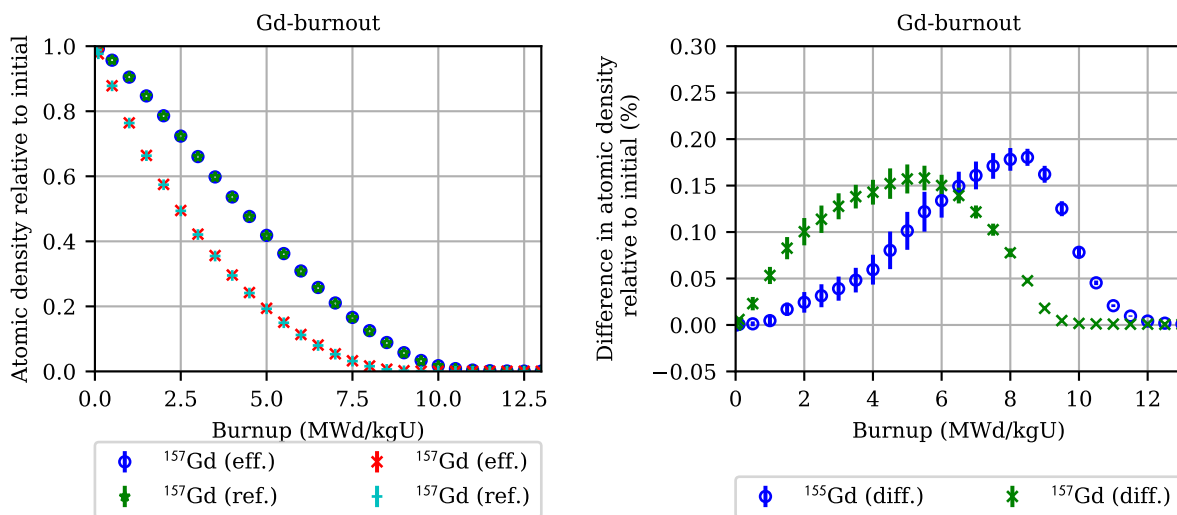 Gd-burnout
Atomic density relative to initial
1.0
0.8
0.6
0.4
0.2
0.0
0.0 2.5 5.0 7.5 10.0 12.5
Burnup (MWd/kgU)
¹⁵⁷Gd (eff.) ¹⁵⁷Gd (eff.)
¹⁵⁷Gd (ref.) ¹⁵⁷Gd (ref.)
Gd-burnout
Difference in atomic density
relative to initial (%)
0.30
0.25
0.20
0.15
0.10
0.05
0.00
−0.05
0 2 4 6 8 10 12
Burnup (MWd/kgU)
¹⁵⁵Gd (diff.) ¹⁵⁷Gd (diff.)